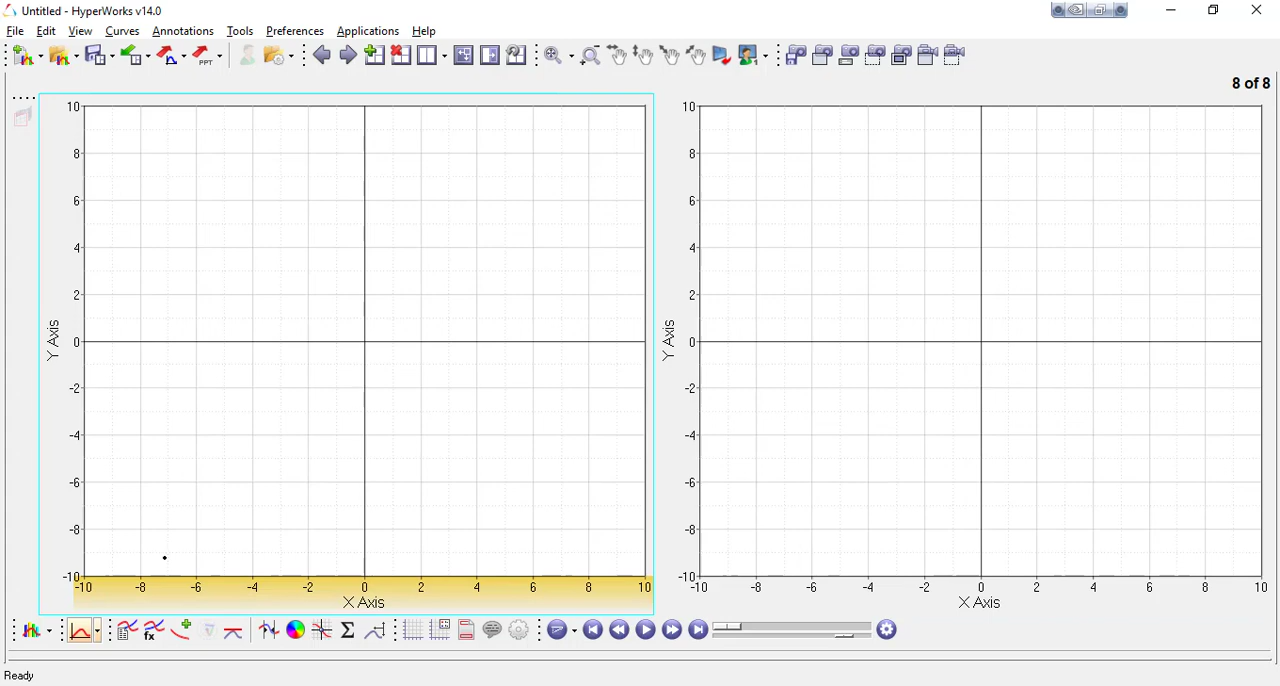 Untitled - HyperWorks v14.0
File Edit View Curves Annotations Tools Preferences Applications Help
PPT
8 of 8
10 8 6 4 2 0 -2 -4 -6 -8 -10
Y Axis
-10 -8 -6 -4 -2 0 2 4 6 8 10
X Axis
10 8 6 4 2 0 -2 -4 -6 -8 -10
Y Axis
-10 -8 -6 -4 -2 0 2 4 6 8 10
X Axis
fx Σ
Ready